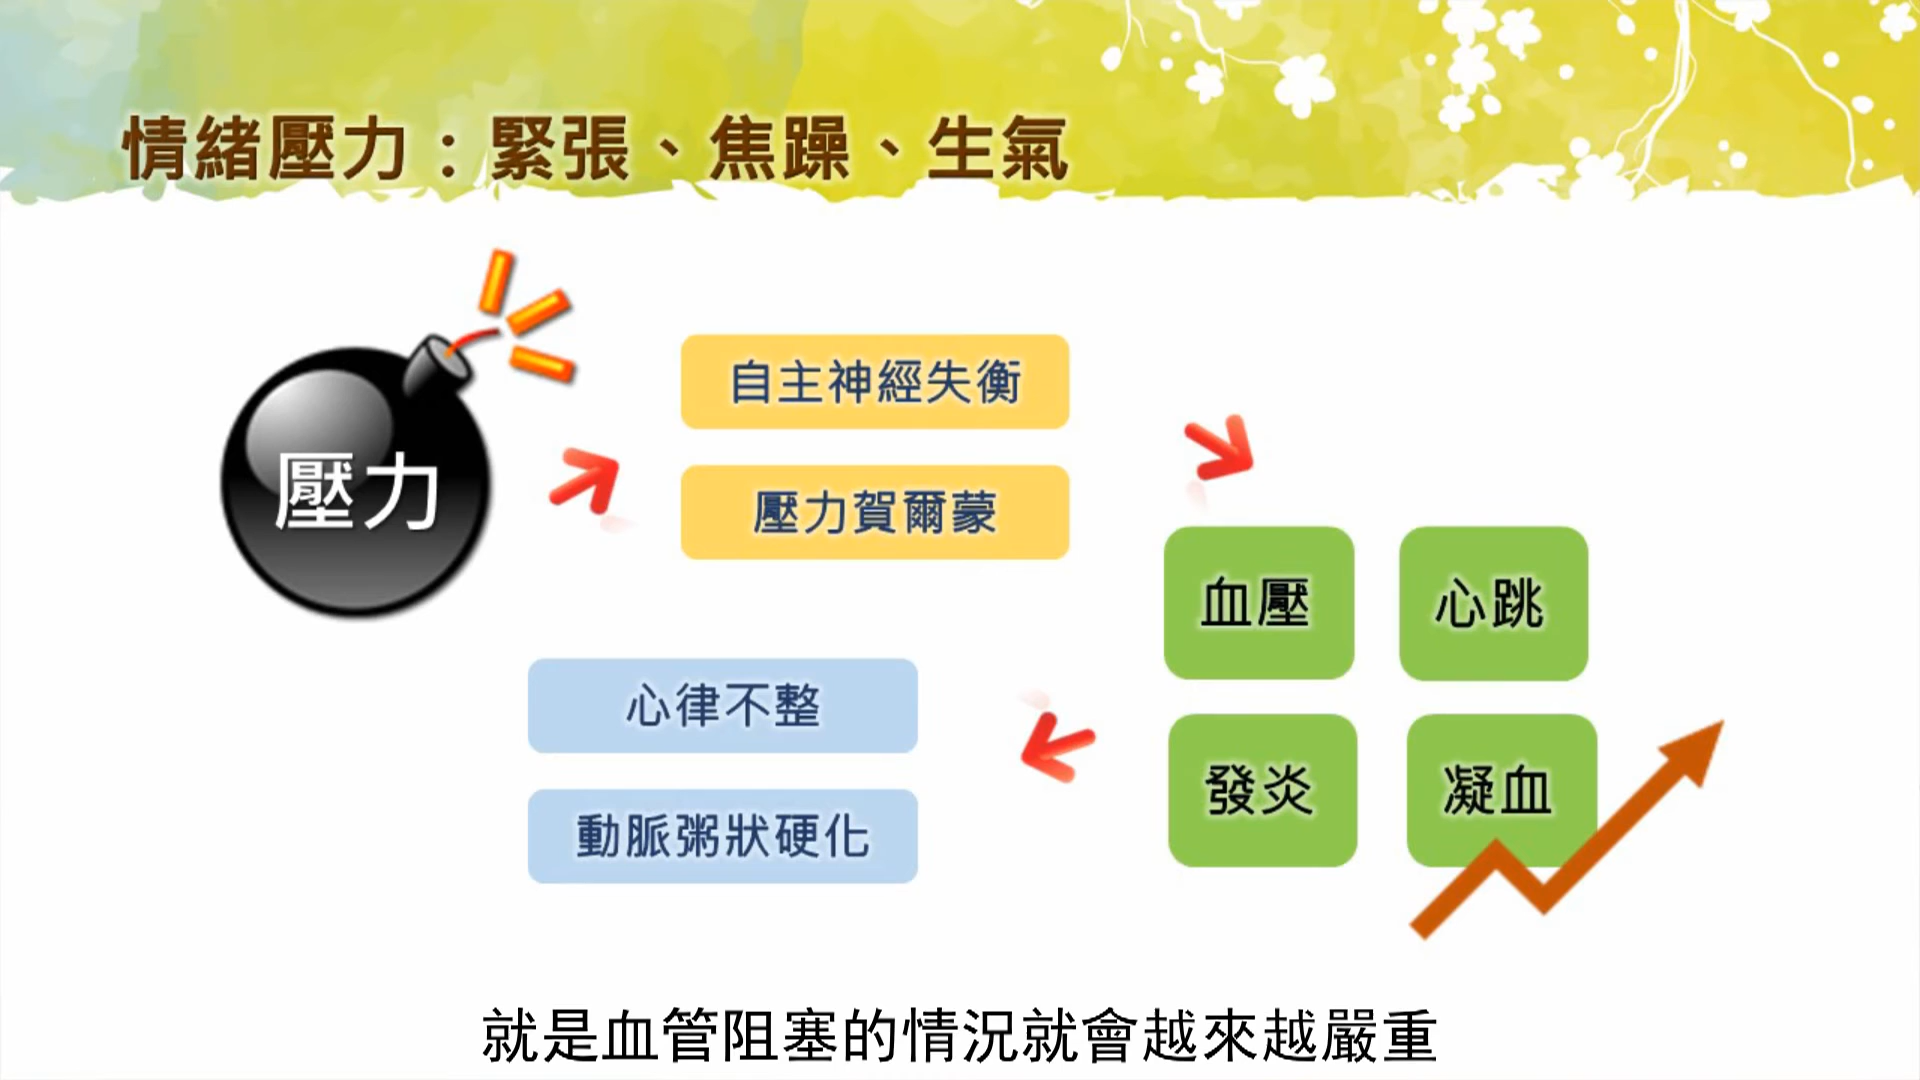 情緒壓力：緊張、焦躁、生氣
壓力
自主神經失衡
壓力賀爾蒙
血壓
心跳
發炎
凝血
心律不整
動脈粥狀硬化
就是血管阻塞的情況就會越來越嚴重